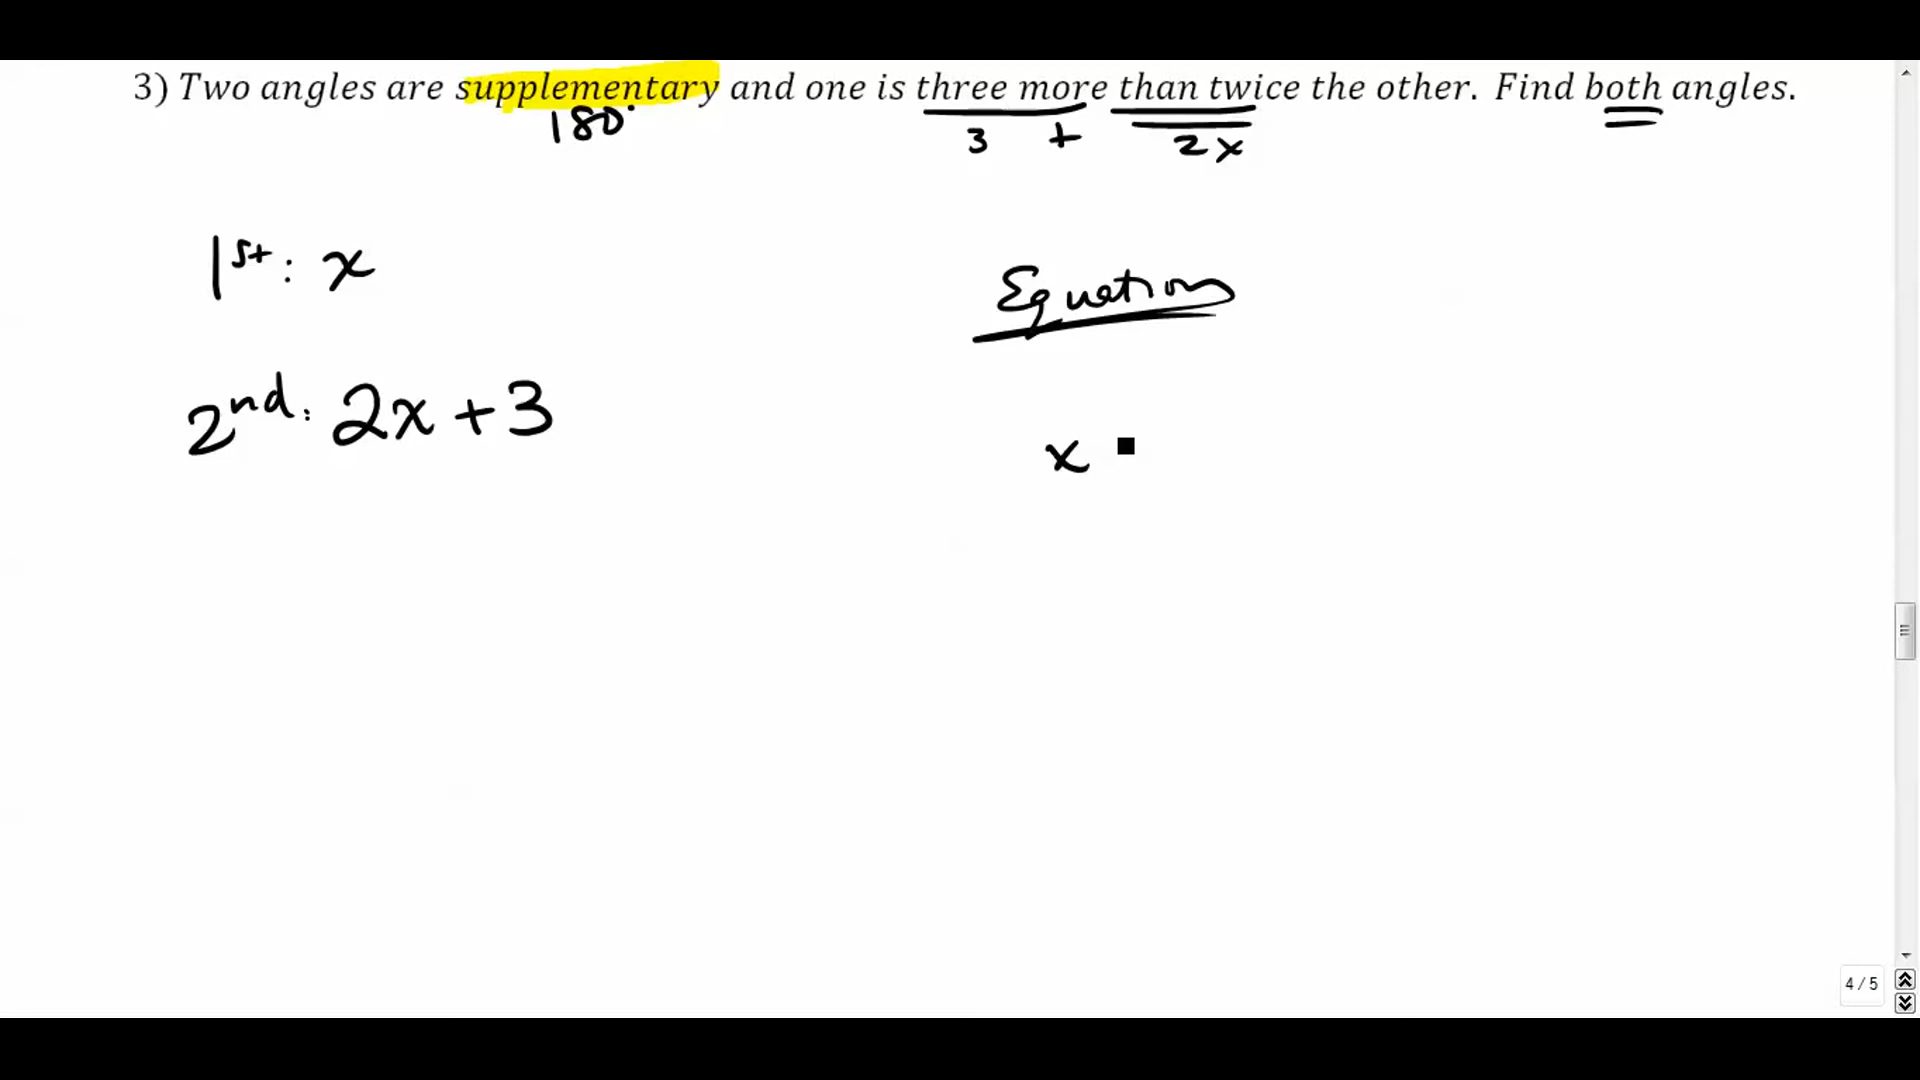 3) Two angles are supplementary and one is three more than twice the other. Find both angles.
180° 3 + 2x
1st: x
Equation
2nd: 2x + 3
x
4 / 5